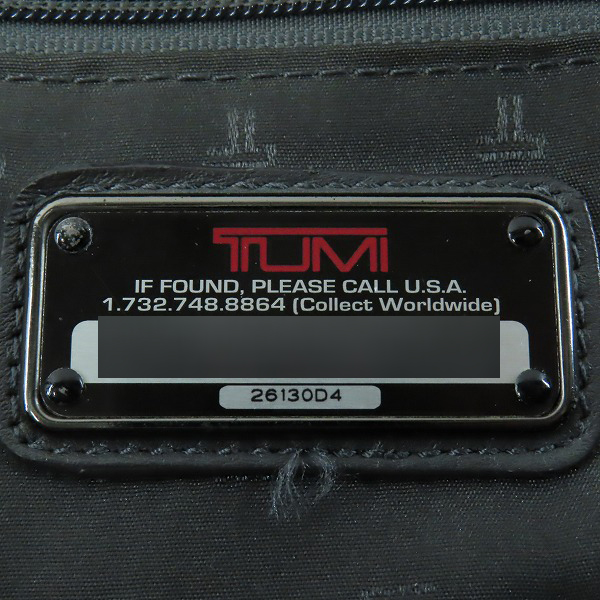 TUMI
IF FOUND, PLEASE CALL U.S.A.
1.732.748.8864 (Collect Worldwide)
26130D4